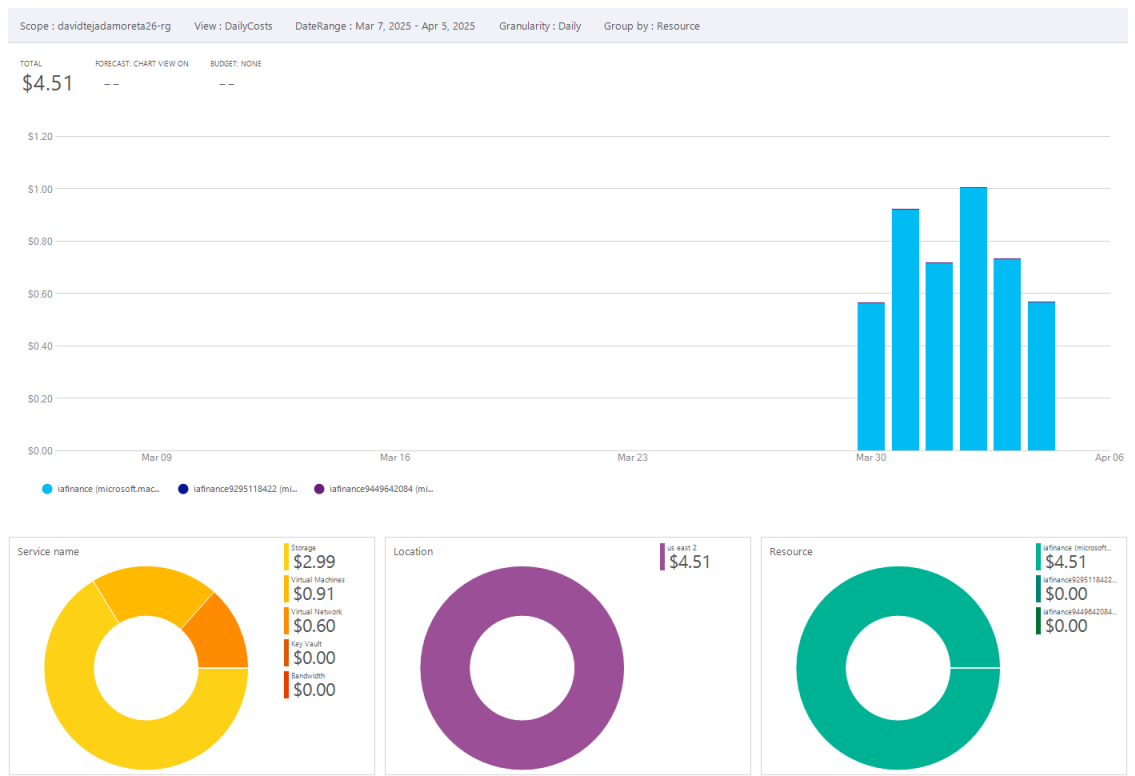 Scope : davidtejadamoreta26-rg View : DailyCosts DateRange : Mar 7, 2025 - Apr 5, 2025 Granularity : Daily Group by : Resource
TOTAL FORECAST: CHART VIEW ON BUDGET: NONE
$4.51 -- --
$1.20
$1.00
$0.80
$0.60
$0.40
$0.20
$0.00
Mar 09 Mar 16 Mar 23 Mar 30 Apr 06
iafinance (microsoft.mac... iafinance9295118422 (mi... iafinance9449642084 (mi...
Service name
Storage
$2.99
Virtual Machines
$0.91
Virtual Network
$0.60
Key Vault
$0.00
Bandwidth
$0.00
Location
us east 2
$4.51
Resource
iafinance (microsoft...
$4.51
iafinance9295118422...
$0.00
iafinance9449642084...
$0.00